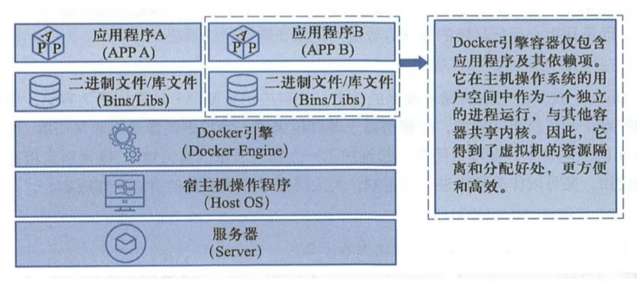 应用程序A
(APP A)
应用程序B
(APP B)
二进制文件/库文件
(Bins/Libs)
二进制文件/库文件
(Bins/Libs)
Docker引擎
(Docker Engine)
宿主机操作程序
(Host OS)
服务器
(Server)
Docker引擎容器仅包含
应用程序及其依赖项。
它在主机操作系统的用
户空间中作为一个独立
的进程运行，与其他容
器共享内核。因此，它
得到了虚拟机的资源隔
离和分配好处，更方便
和高效。